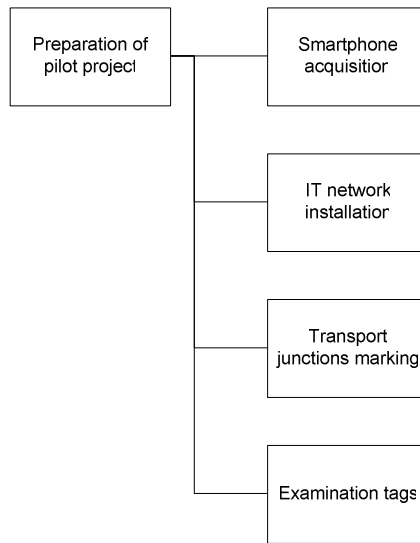 Preparation of
pilot project
Smartphone
acquisition
IT network
installation
Transport
junctions marking
Examination tags